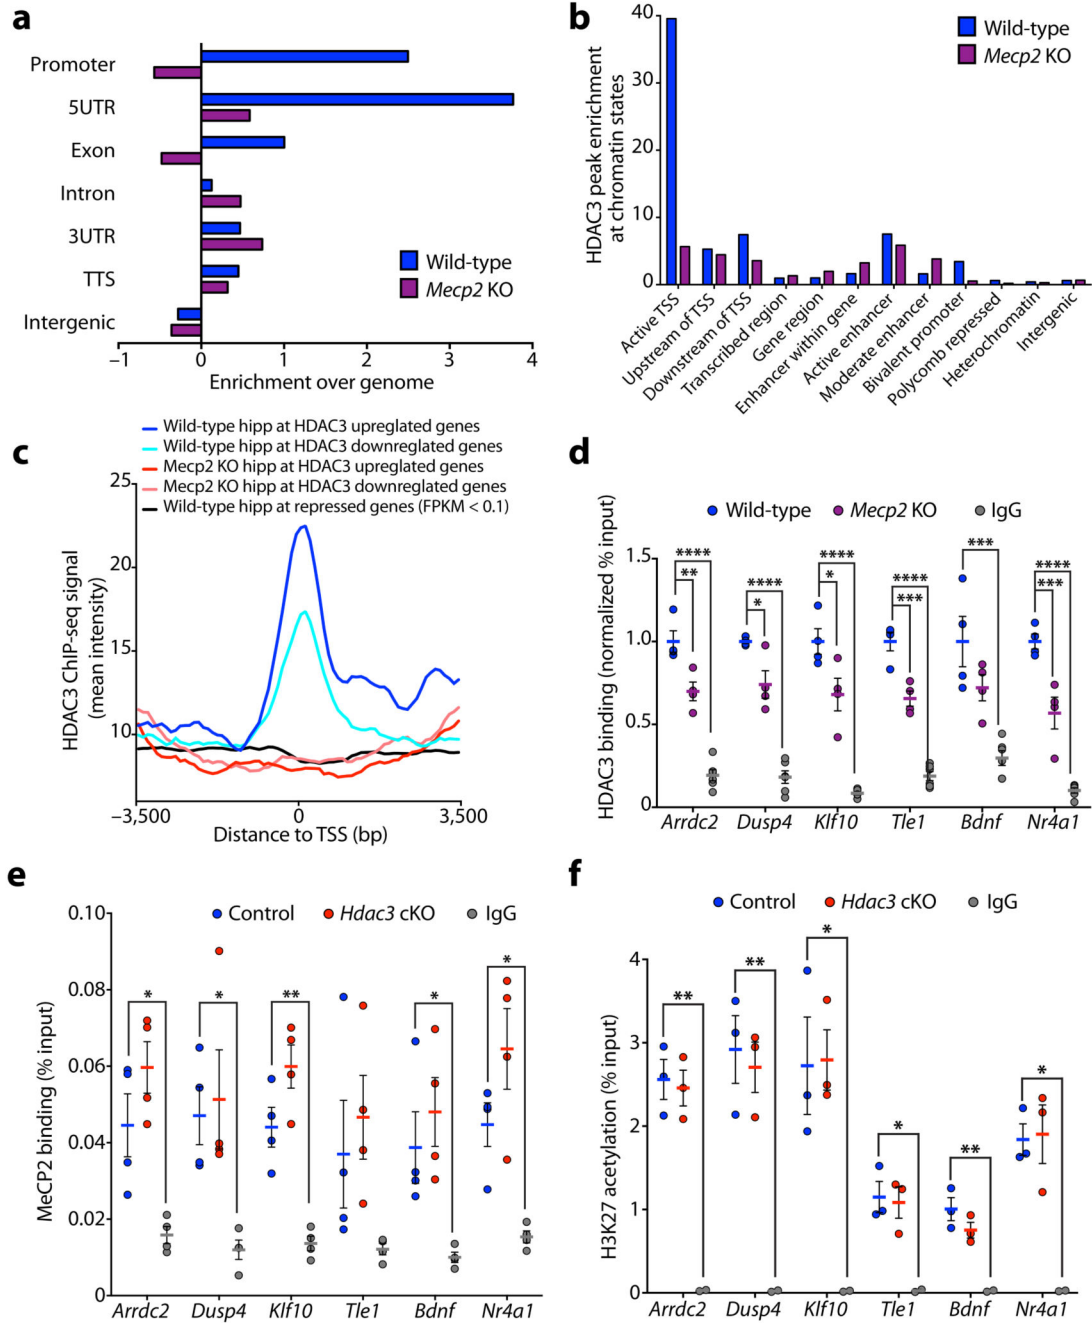 a
Promoter
5UTR
Exon
Intron
3UTR
TTS
Intergenic
Wild-type
Mecp2 KO
−1 0 1 2 3 4
Enrichment over genome
b
HDAC3 peak enrichment
at chromatin states
40
30
20
10
0
Wild-type
Mecp2 KO
Active TSS
Upstream of TSS
Downstream of TSS
Transcribed region
Gene region
Enhancer within gene
Active enhancer
Moderate enhancer
Bivalent promoter
Polycomb repressed
Heterochromatin
Intergenic
c
Wild-type hipp at HDAC3 upreglated genes
Wild-type hipp at HDAC3 downreglated genes
Mecp2 KO hipp at HDAC3 upreglated genes
Mecp2 KO hipp at HDAC3 downreglated genes
Wild-type hipp at repressed genes (FPKM < 0.1)
HDAC3 ChIP-seq signal
(mean intensity)
25
20
15
10
−3,500 0 3,500
Distance to TSS (bp)
d
Wild-type Mecp2 KO IgG
HDAC3 binding (normalized % input)
1.5
1.0
0.5
0
**** ** **** * **** * **** *** *** **** ***
Arrdc2 Dusp4 Klf10 Tle1 Bdnf Nr4a1
e
Control Hdac3 cKO IgG
MeCP2 binding (% input)
0.10
0.08
0.06
0.04
0.02
0
* * ** * *
Arrdc2 Dusp4 Klf10 Tle1 Bdnf Nr4a1
f
Control Hdac3 cKO IgG
H3K27 acetylation (% input)
4
3
2
1
0
** ** * * ** *
Arrdc2 Dusp4 Klf10 Tle1 Bdnf Nr4a1